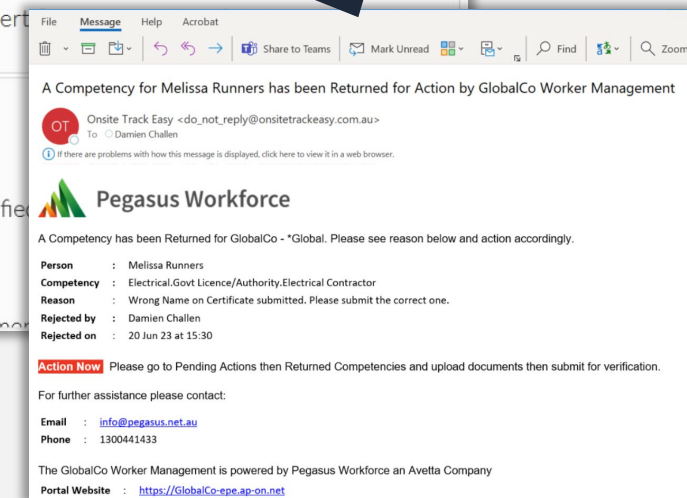 ert
File Message Help Acrobat
Share to Teams Mark Unread Find Zoom
A Competency for Melissa Runners has been Returned for Action by GlobalCo Worker Management
OT
Onsite Track Easy <do_not_reply@onsitetrackeasy.com.au>
To Damien Challen
If there are problems with how this message is displayed, click here to view it in a web browser.
fied
Pegasus Workforce
A Competency has been Returned for GlobalCo - *Global. Please see reason below and action accordingly.
Person : Melissa Runners
Competency : Electrical.Govt Licence/Authority.Electrical Contractor
Reason : Wrong Name on Certificate submitted. Please submit the correct one.
Rejected by : Damien Challen
Rejected on : 20 Jun 23 at 15:30
Action Now Please go to Pending Actions then Returned Competencies and upload documents then submit for verification.
For further assistance please contact:
Email : info@pegasus.net.au
Phone : 1300441433
The GlobalCo Worker Management is powered by Pegasus Workforce an Avetta Company
Portal Website : https://GlobalCo-epe.ap-on.net